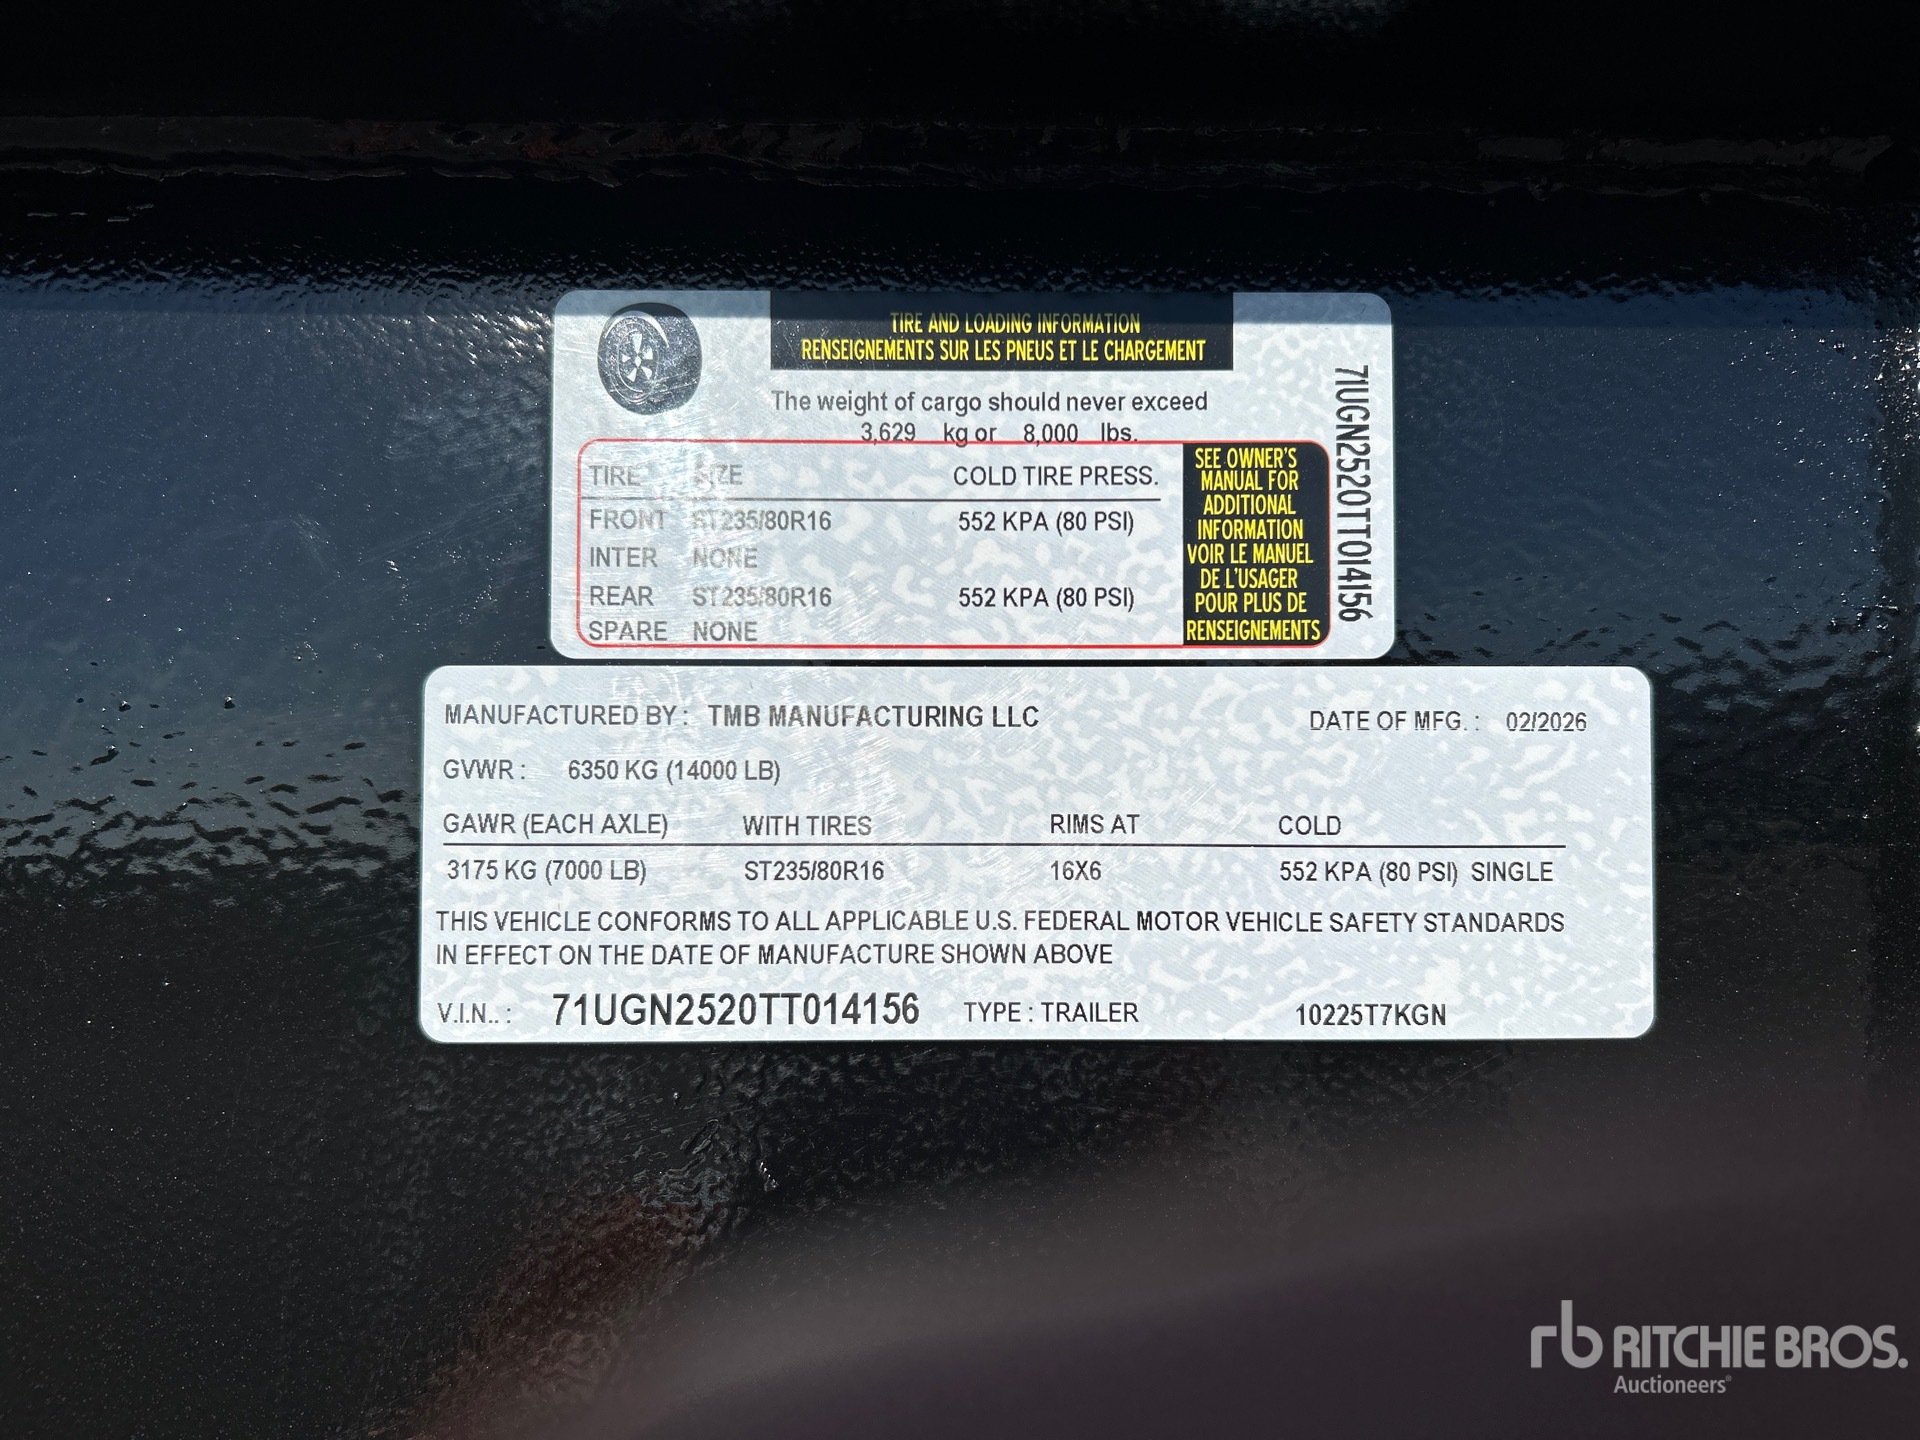 TIRE AND LOADING INFORMATION
RENSEIGNEMENTS SUR LES PNEUS ET LE CHARGEMENT
The weight of cargo should never exceed
3,629 kg or 8,000 lbs.
TIRE SIZE COLD TIRE PRESS.
FRONT ST235/80R16 552 KPA (80 PSI)
INTER NONE
REAR ST235/80R16 552 KPA (80 PSI)
SPARE NONE
SEE OWNER'S
MANUAL FOR
ADDITIONAL
INFORMATION
VOIR LE MANUEL
DE L'USAGER
POUR PLUS DE
RENSEIGNEMENTS
71UGN2520TT014156
MANUFACTURED BY : TMB MANUFACTURING LLC DATE OF MFG. : 02/2026
GVWR : 6350 KG (14000 LB)
GAWR (EACH AXLE) WITH TIRES RIMS AT COLD
3175 KG (7000 LB) ST235/80R16 16X6 552 KPA (80 PSI) SINGLE
THIS VEHICLE CONFORMS TO ALL APPLICABLE U.S. FEDERAL MOTOR VEHICLE SAFETY STANDARDS
IN EFFECT ON THE DATE OF MANUFACTURE SHOWN ABOVE
V.I.N.. : 71UGN2520TT014156 TYPE : TRAILER 10225T7KGN
rb RITCHIE BROS.
Auctioneers®